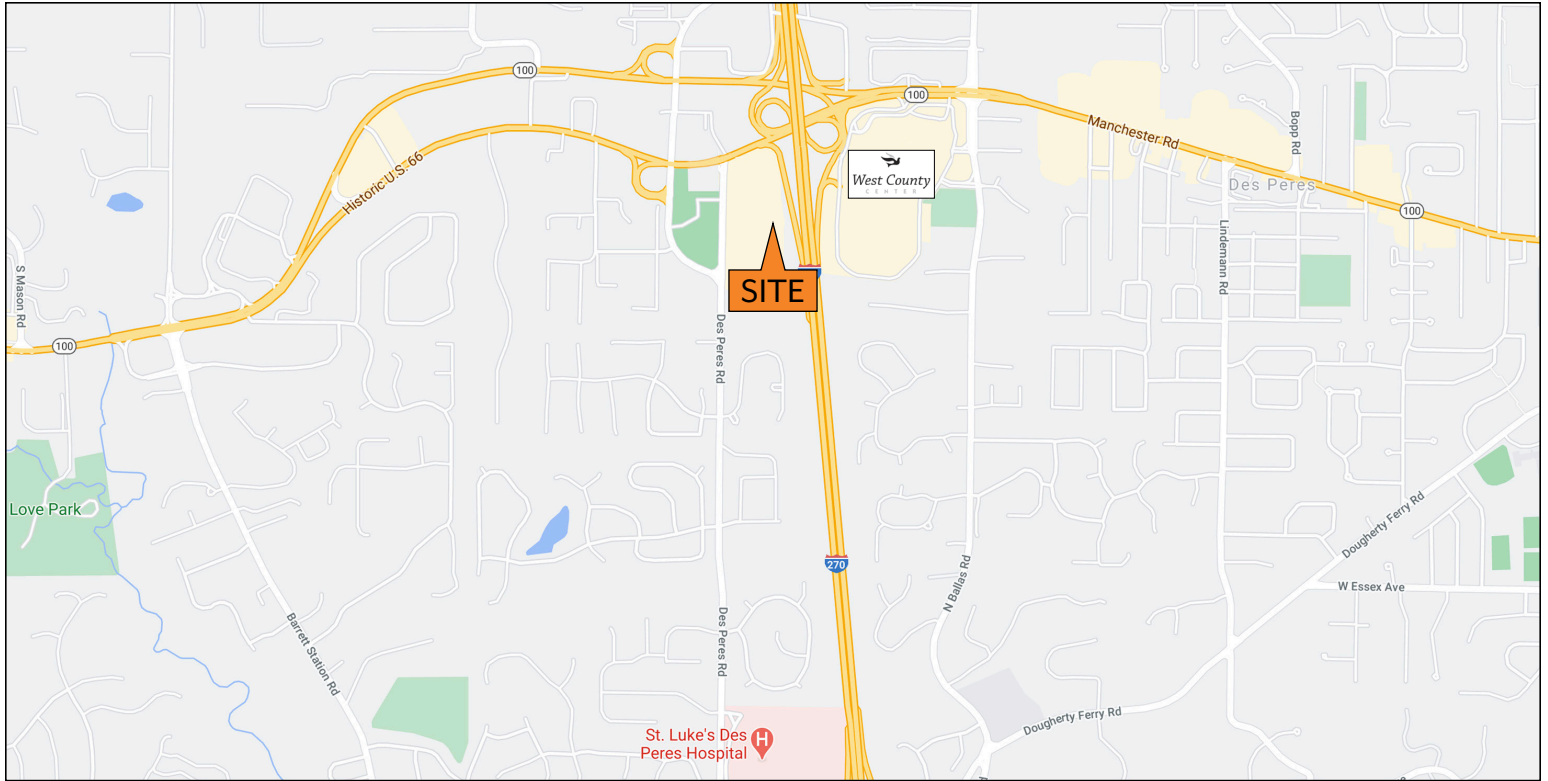 100
100
Manchester Rd
Bopp Rd
Historic U.S. 66
West County
CENTER
Des Peres
100
Lindemann Rd
S Mason Rd
SITE
100
Des Peres Rd
Love Park
Dougherty Ferry Rd
270
N Ballas Rd
W Essex Ave
Barrett Station Rd
Des Peres Rd
Dougherty Ferry Rd
St. Luke's Des
Peres Hospital
H